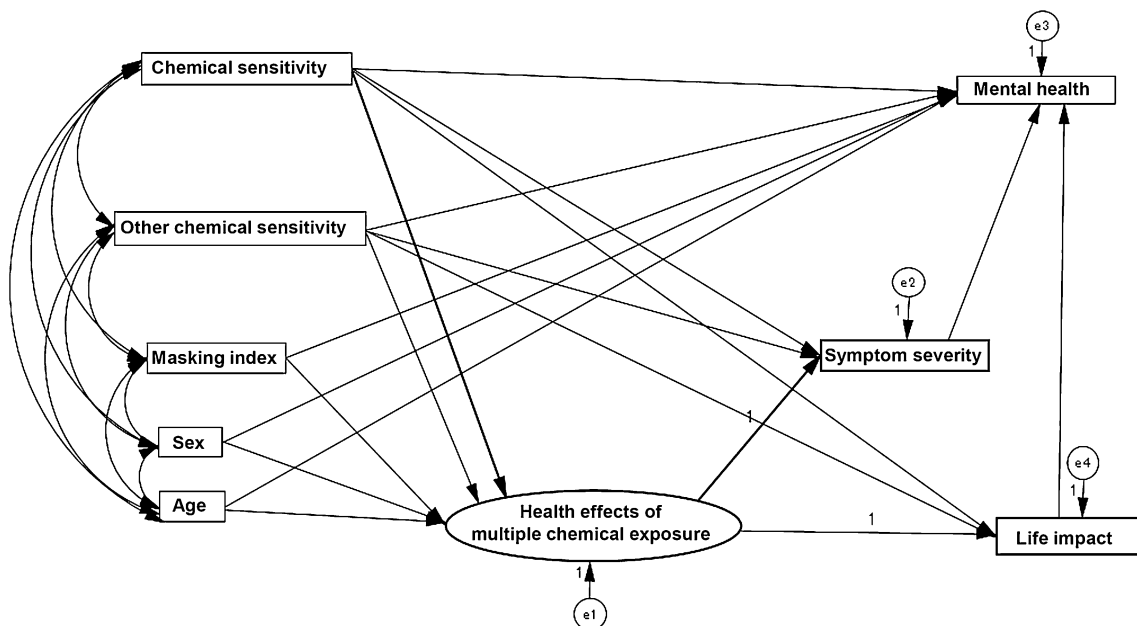 e3
1
Chemical sensitivity
Mental health
Other chemical sensitivity
e2
1
Masking index
Symptom severity
Sex
1
e4
1
Age
Health effects of
multiple chemical exposure
1
Life impact
1
e1